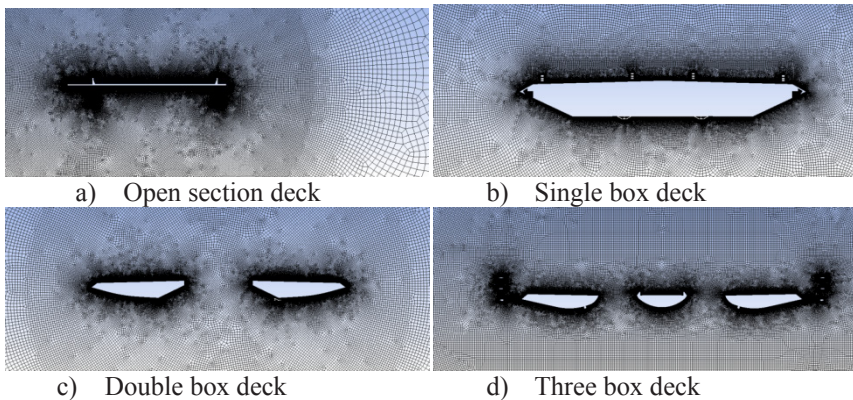 a) Open section deck
b) Single box deck
c) Double box deck
d) Three box deck